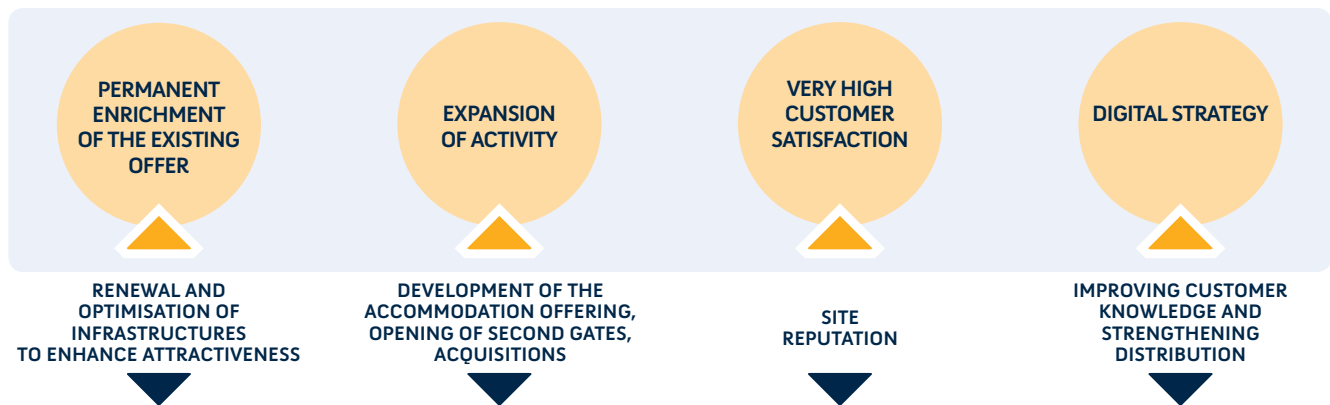 PERMANENT
ENRICHMENT
OF THE EXISTING
OFFER
EXPANSION
OF ACTIVITY
VERY HIGH
CUSTOMER
SATISFACTION
DIGITAL STRATEGY
RENEWAL AND
OPTIMISATION OF
INFRASTRUCTURES
TO ENHANCE ATTRACTIVENESS
DEVELOPMENT OF THE
ACCOMMODATION OFFERING,
OPENING OF SECOND GATES,
ACQUISITIONS
SITE
REPUTATION
IMPROVING CUSTOMER
KNOWLEDGE AND
STRENGTHENING
DISTRIBUTION